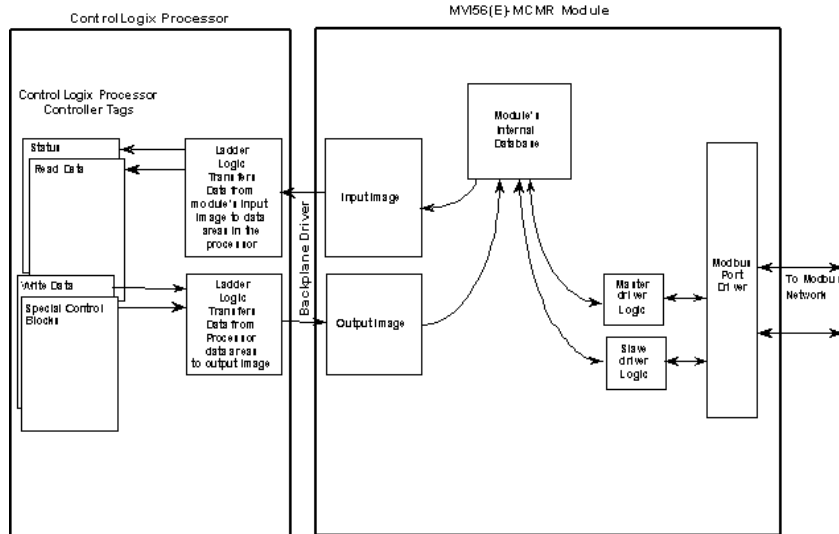 ControlLogix Processor
MVI56(E)-MCMR Module
ControlLogix Processor
Controller Tags
Status
Read Data
Write Data
Special Control
Blocks
Ladder
Logic
Transfers
Data from
module's input
image to data
areas in the
processor
Ladder
Logic
Transfers
Data from
Processor
data areas
to output image
Backplane Driver
Input Image
Output Image
Module's
Internal
Database
Master
driver
Logic
Slave
driver
Logic
Modbus
Port
Driver
To Modbus
Network